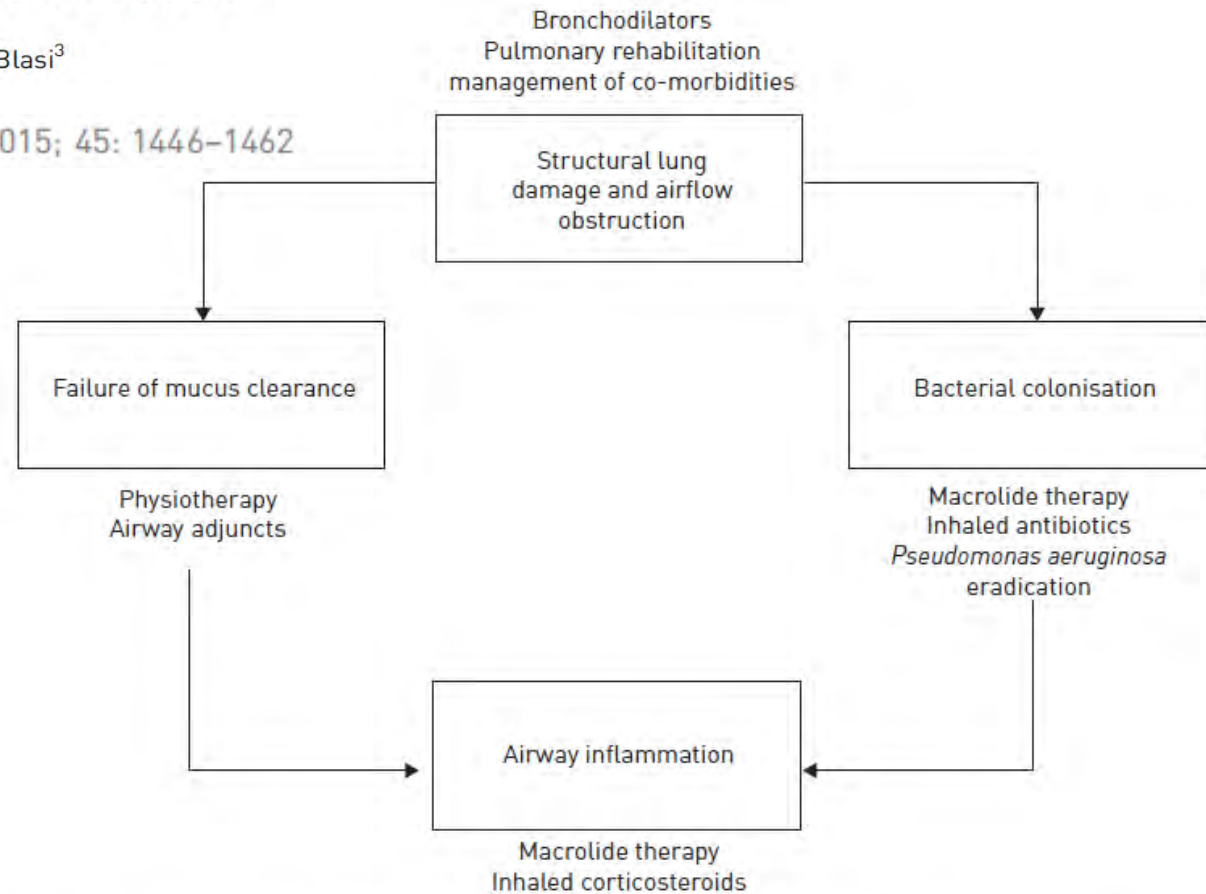 Blasi³
015; 45: 1446–1462
Bronchodilators
Pulmonary rehabilitation
management of co-morbidities
Structural lung
damage and airflow
obstruction
Failure of mucus clearance
Bacterial colonisation
Physiotherapy
Airway adjuncts
Macrolide therapy
Inhaled antibiotics
Pseudomonas aeruginosa
eradication
Airway inflammation
Macrolide therapy
Inhaled corticosteroids